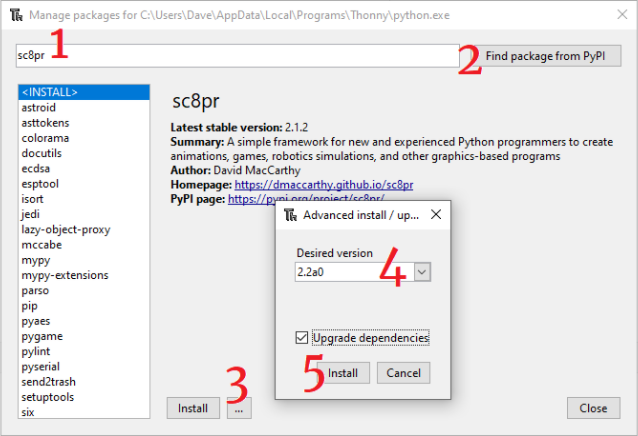 Manage packages for C:\Users\Dave\AppData\Local\Programs\Thonny\python.exe
sc8pr
1
2
Find package from PyPI
<INSTALL>
astroid
asttokens
colorama
docutils
ecdsa
esptool
isort
jedi
lazy-object-proxy
mccabe
mypy
mypy-extensions
parso
pip
pyaes
pygame
pylint
pyserial
send2trash
setuptools
six
sc8pr
Latest stable version: 2.1.2
Summary: A simple framework for new and experienced Python programmers to create
animations, games, robotics simulations, and other graphics-based programs
Author: David MacCarthy
Homepage: https://dmaccarthy.github.io/sc8pr
PyPI page: https://pypi.org/project/sc8pr/
Advanced install / up...
Desired version
2.2a0
4
Upgrade dependencies
5
Install
Cancel
3
Install
...
Close